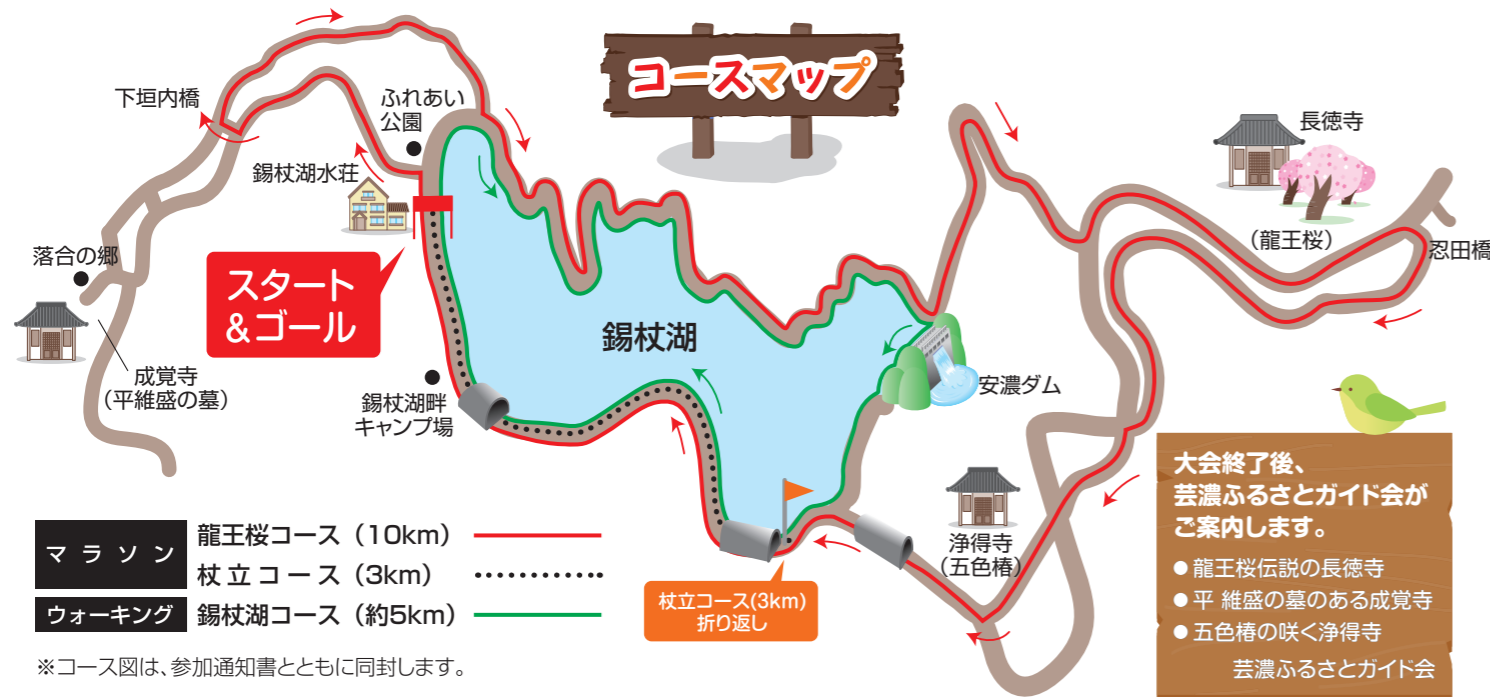 コースマップ
下垣内橋
ふれあい
公園
錫杖湖水荘
長徳寺
(龍王桜)
忍田橋
落合の郷
スタート
&ゴール
錫杖湖
成覚寺
(平維盛の墓)
錫杖湖畔
キャンプ場
安濃ダム
浄得寺
(五色椿)
杖立コース(3km)
折り返し
マラソン
龍王桜コース(10km)
杖立コース(3km)
ウォーキング
錫杖湖コース(約5km)
※コース図は、参加通知書とともに同封します。
大会終了後、
芸濃ふるさとガイド会が
ご案内します。
●龍王桜伝説の長徳寺
●平 維盛の墓のある成覚寺
●五色椿の咲く浄得寺
芸濃ふるさとガイド会